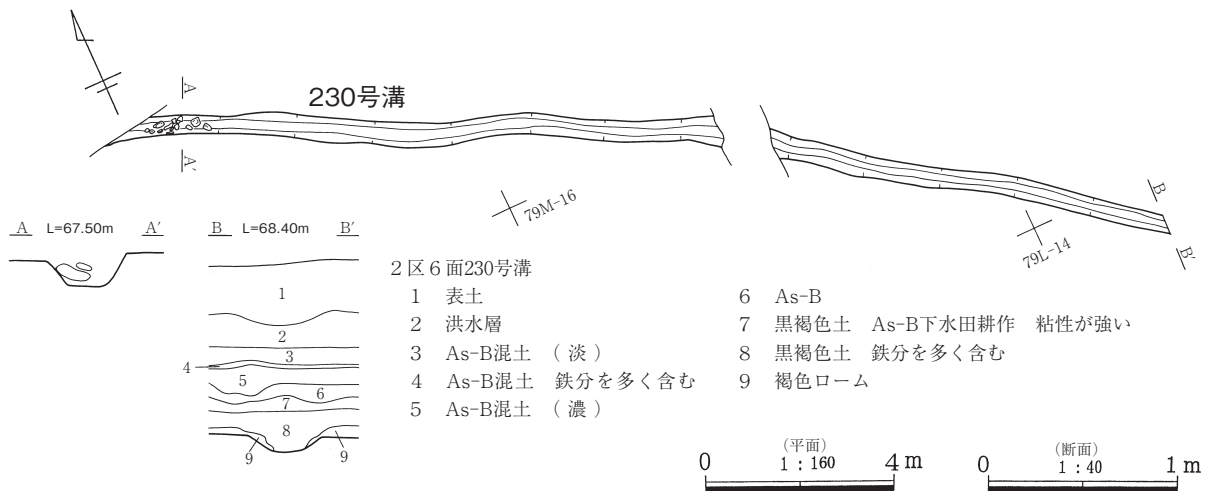 230号溝
A
A′
79M-16
B
B′
79L-14
A L=67.50m A′
B L=68.40m B′
1
2
3
4
5
6
7
8
9 9
2区6面230号溝
1 表土
2 洪水層
3 As-B混土 （淡）
4 As-B混土 鉄分を多く含む
5 As-B混土 （濃）
6 As-B
7 黒褐色土 As-B下水田耕作 粘性が強い
8 黒褐色土 鉄分を多く含む
9 褐色ローム
(平面)
0 1：160 4m
(断面)
0 1：40 1m